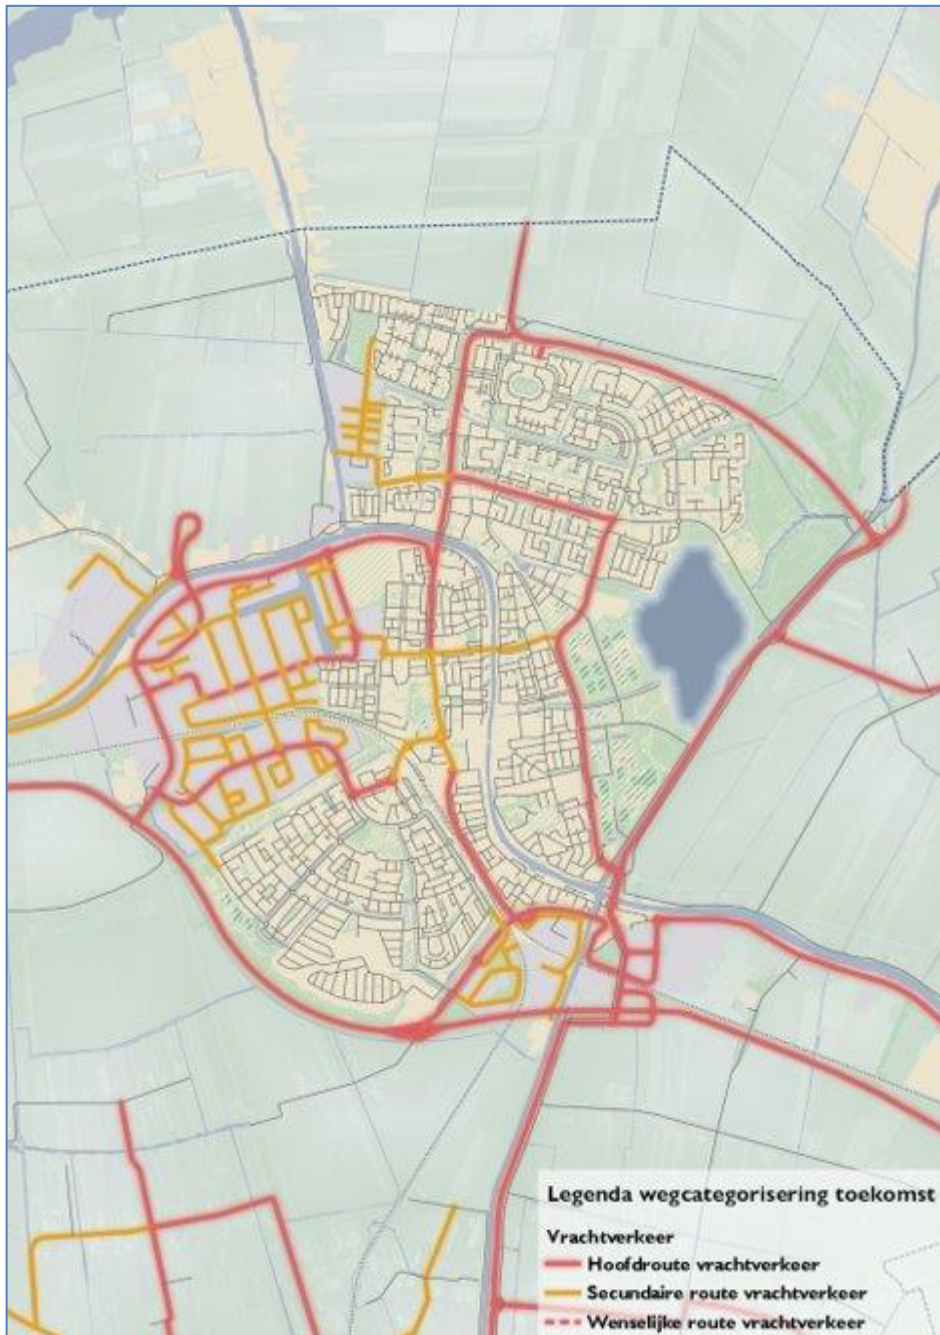 Legenda wegcategorisering toekomst
Vrachtverkeer
Hoofdroute vrachtverkeer
Secundaire route vrachtverkeer
Wenselijke route vrachtverkeer